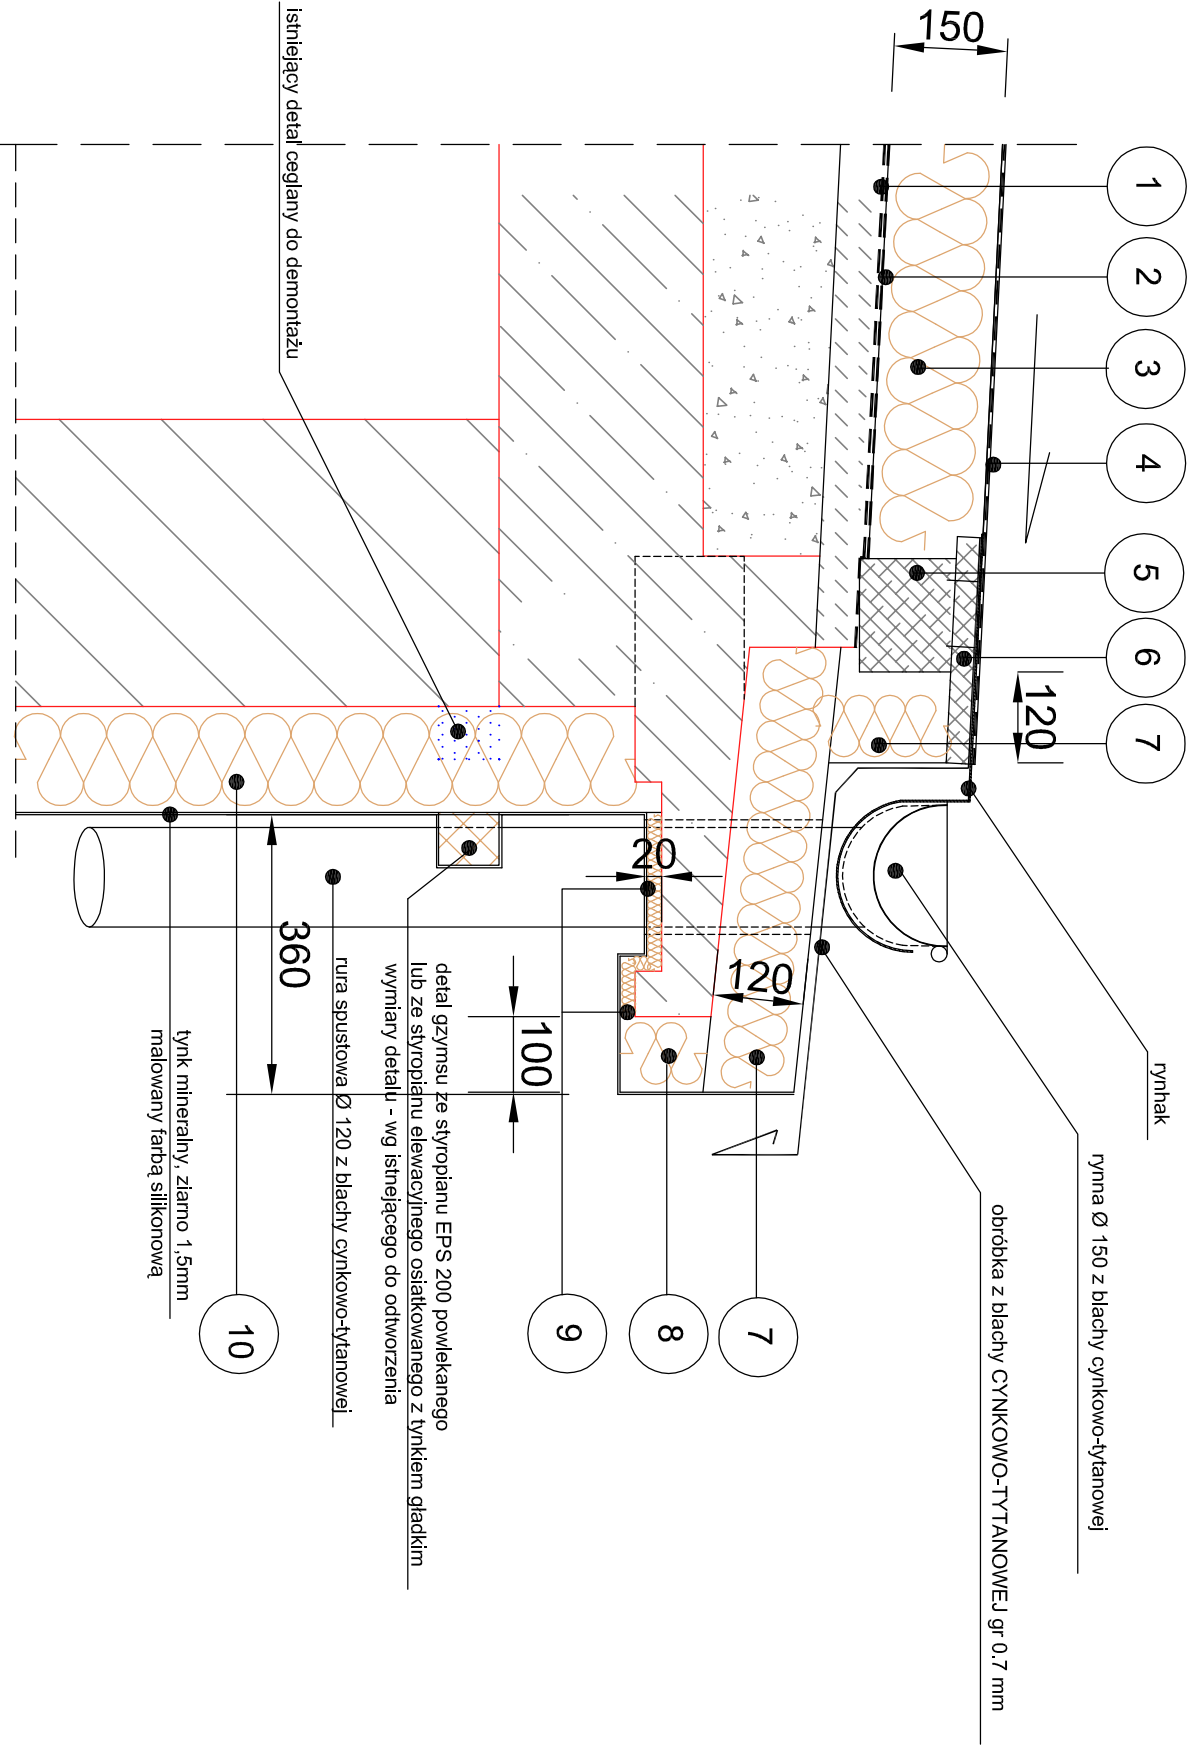 150
1
2
3
4
5
6
7
120
20
120
360
100
istniejący detal ceglany do demontażu
rynhak
rynna Ø 150 z blachy cynkowo-tytanowej
obróbka z blachy CYNKOWO-TYTANOWEJ gr 0.7 mm
7
8
9
detal gzymsu ze styropianu EPS 200 powlekanego
lub ze styropianu elewacyjnego osiatkowanego z tynkiem gładkim
wymiary detalu - wg istnejącego do odtworzenia
rura spustowa Ø 120 z blachy cynkowo-tytanowej
10
tynk mineralny, ziarno 1,5mm
malowany farbą silikonową